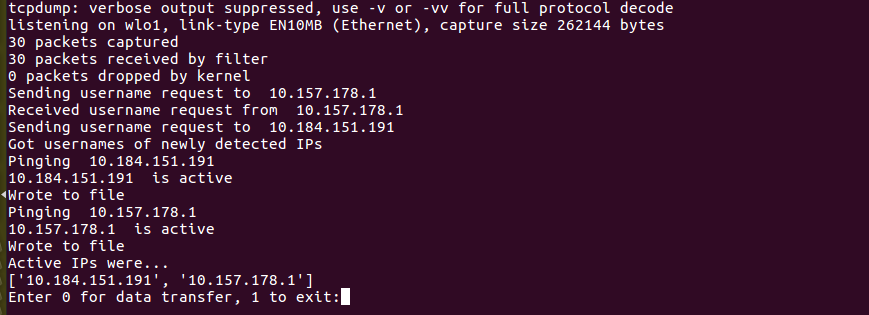 tcpdump: verbose output suppressed, use -v or -vv for full protocol decode
listening on wlo1, link-type EN10MB (Ethernet), capture size 262144 bytes
30 packets captured
30 packets received by filter
0 packets dropped by kernel
Sending username request to  10.157.178.1
Received username request from  10.157.178.1
Sending username request to  10.184.151.191
Got usernames of newly detected IPs
Pinging  10.184.151.191
10.184.151.191  is active
Wrote to file
Pinging  10.157.178.1
10.157.178.1  is active
Wrote to file
Active IPs were...
['10.184.151.191', '10.157.178.1']
Enter 0 for data transfer, 1 to exit: